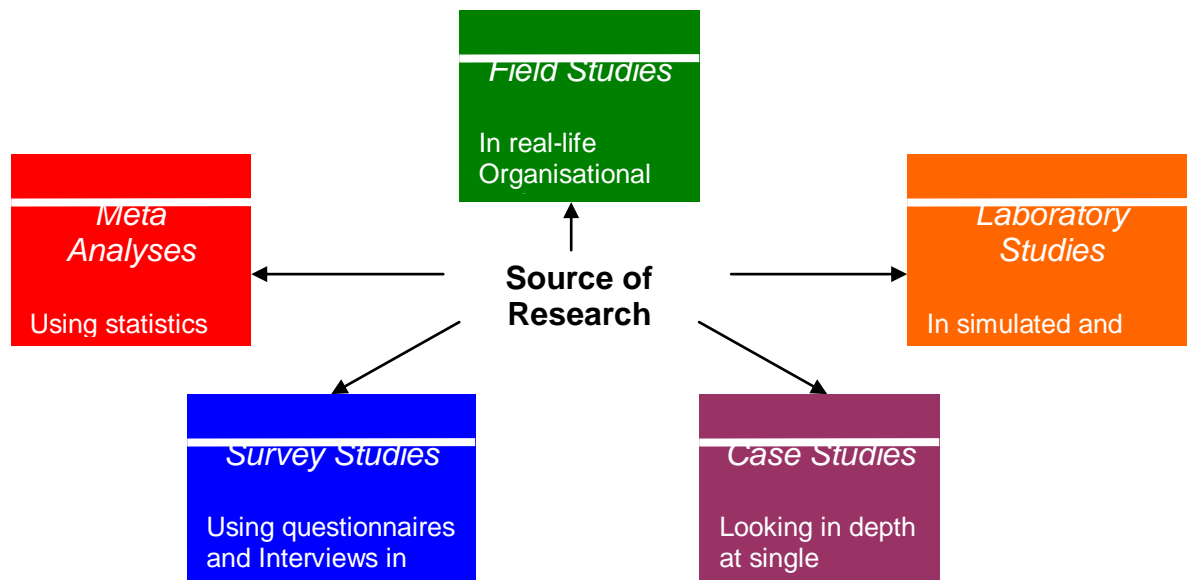 Field Studies
In real-life
Organisational
Meta
Analyses
Using statistics
Source of
Research
Laboratory
Studies
In simulated and
Survey Studies
Using questionnaires
and Interviews in
Case Studies
Looking in depth
at single